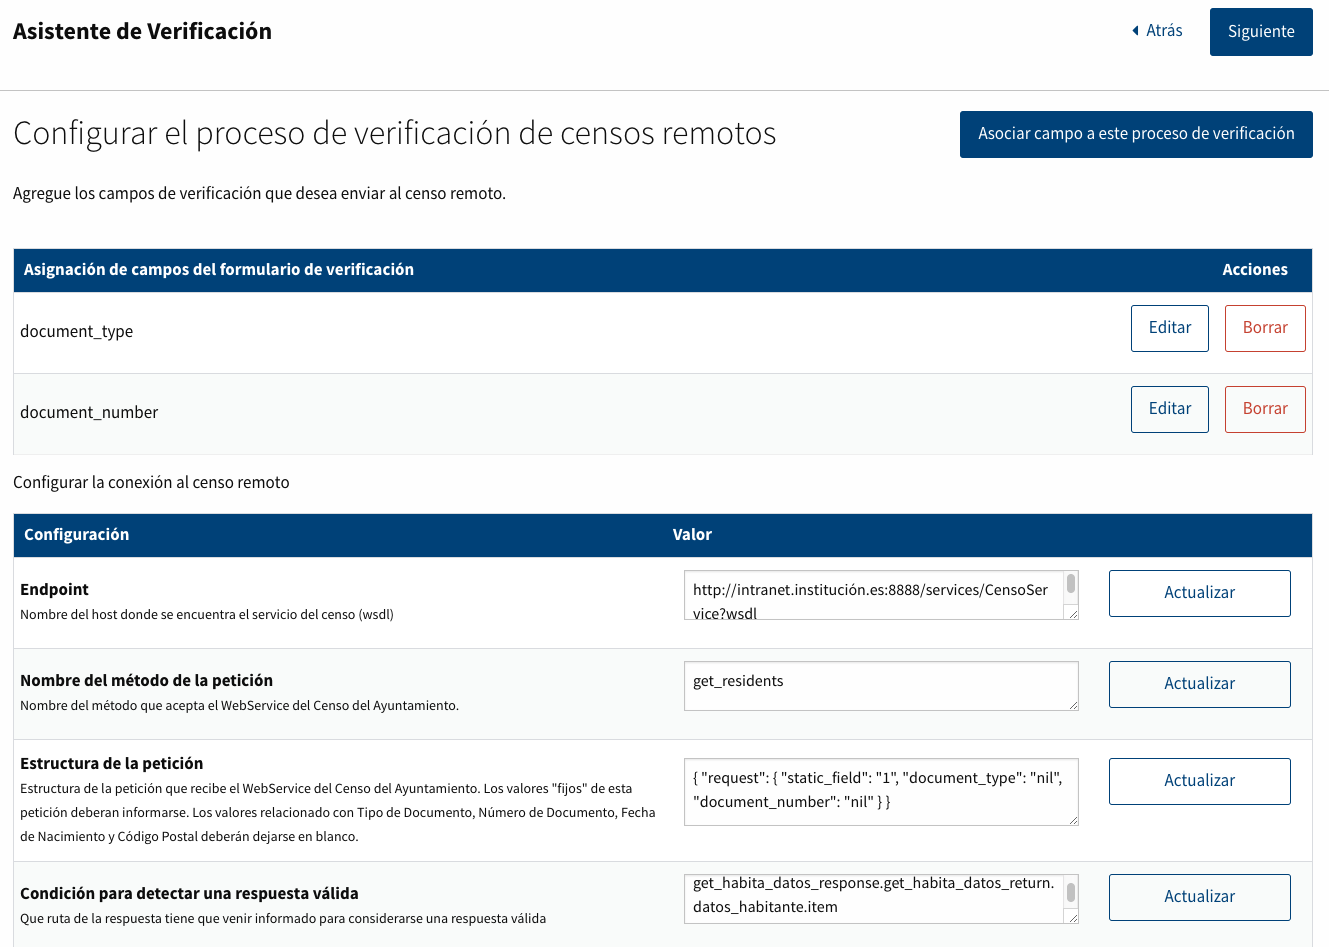 Asistente de Verificación
Atrás
Siguiente
Configurar el proceso de verificación de censos remotos
Asociar campo a este proceso de verificación
Agregue los campos de verificación que desea enviar al censo remoto.
Asignación de campos del formulario de verificación
Acciones
document_type
Editar
Borrar
document_number
Editar
Borrar
Configurar la conexión al censo remoto
Configuración
Valor
Endpoint
Nombre del host donde se encuentra el servicio del censo (wsdl)
http://intranet.institución.es:8888/services/CensoSer
vice?wsdl
Actualizar
Nombre del método de la petición
Nombre del método que acepta el WebService del Censo del Ayuntamiento.
get_residents
Actualizar
Estructura de la petición
Estructura de la petición que recibe el WebService del Censo del Ayuntamiento. Los valores "fijos" de esta
petición deberan informarse. Los valores relacionado con Tipo de Documento, Número de Documento, Fecha
de Nacimiento y Código Postal deberán dejarse en blanco.
{ "request": { "static_field": "1", "document_type": "nil",
"document_number": "nil" } }
Actualizar
Condición para detectar una respuesta válida
Que ruta de la respuesta tiene que venir informado para considerarse una respuesta válida
get_habita_datos_response.get_habita_datos_return.
datos_habitante.item
Actualizar